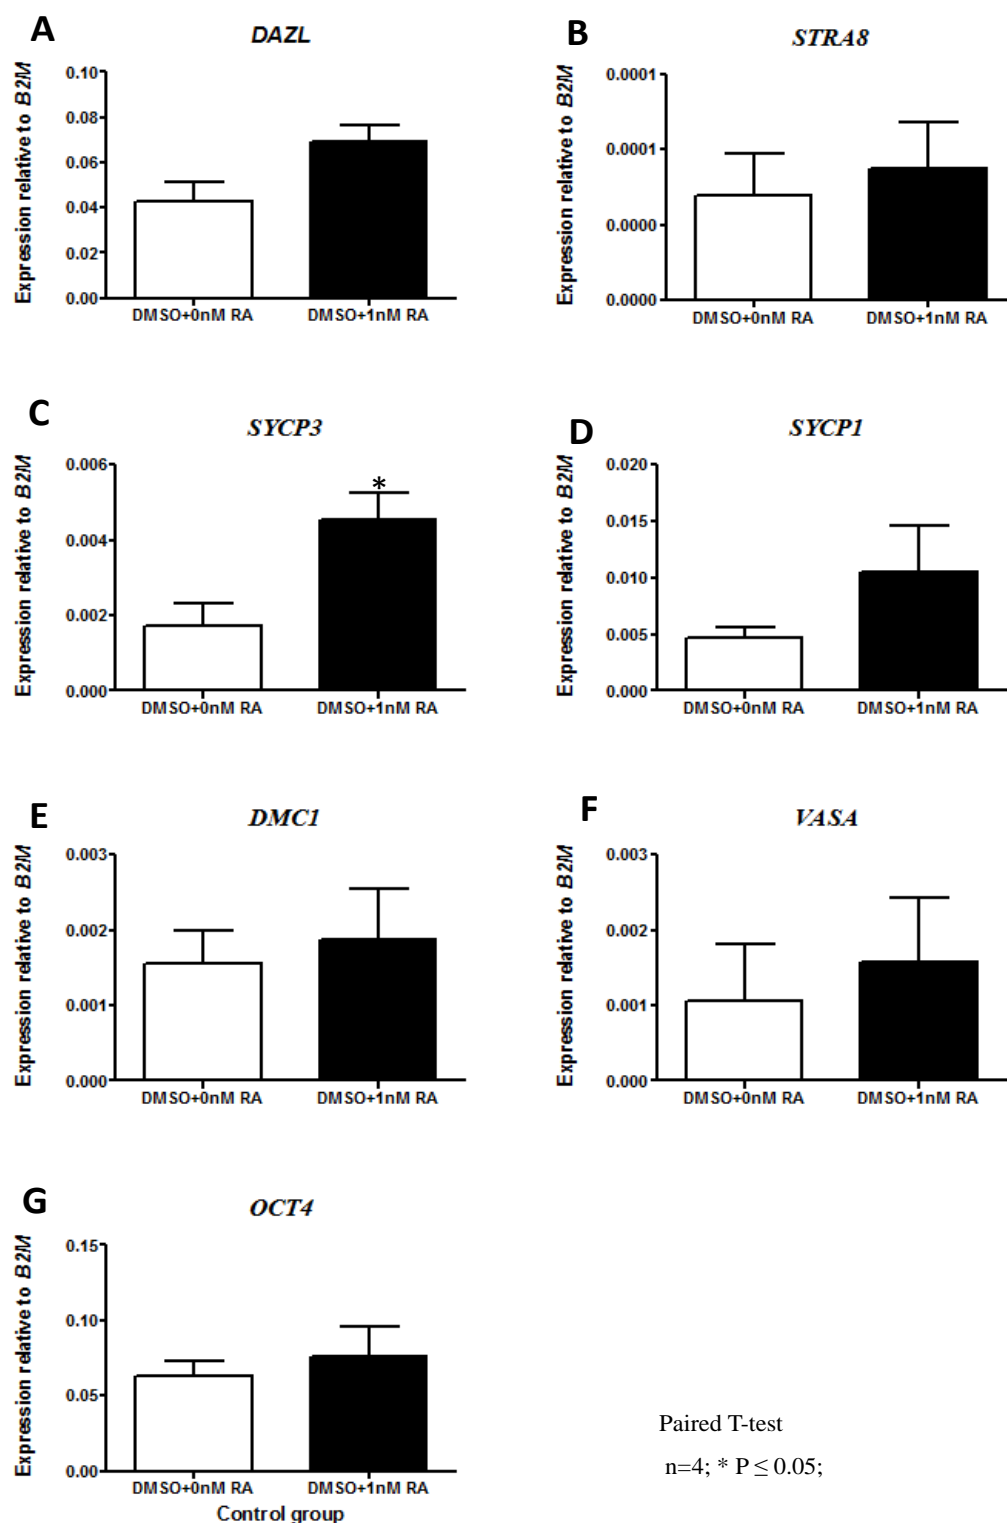 A
DAZL
Expression relative to B2M
0.10
0.08
0.06
0.04
0.02
0.00
DMSO+0nM RA
DMSO+1nM RA
B
STRA8
Expression relative to B2M
0.0001
0.0001
0.0000
0.0000
DMSO+0nM RA
DMSO+1nM RA
C
SYCP3
Expression relative to B2M
0.006
0.004
0.002
0.000
*
DMSO+0nM RA
DMSO+1nM RA
D
SYCP1
Expression relative to B2M
0.020
0.015
0.010
0.005
0.000
DMSO+0nM RA
DMSO+1nM RA
E
DMC1
Expression relative to B2M
0.003
0.002
0.001
0.000
DMSO+0nM RA
DMSO+1nM RA
F
VASA
Expression relative to B2M
0.003
0.002
0.001
0.000
DMSO+0nM RA
DMSO+1nM RA
G
OCT4
Expression relative to B2M
0.15
0.10
0.05
0.00
DMSO+0nM RA
DMSO+1nM RA
Control group
Paired T-test
n=4; * P ≤ 0.05;